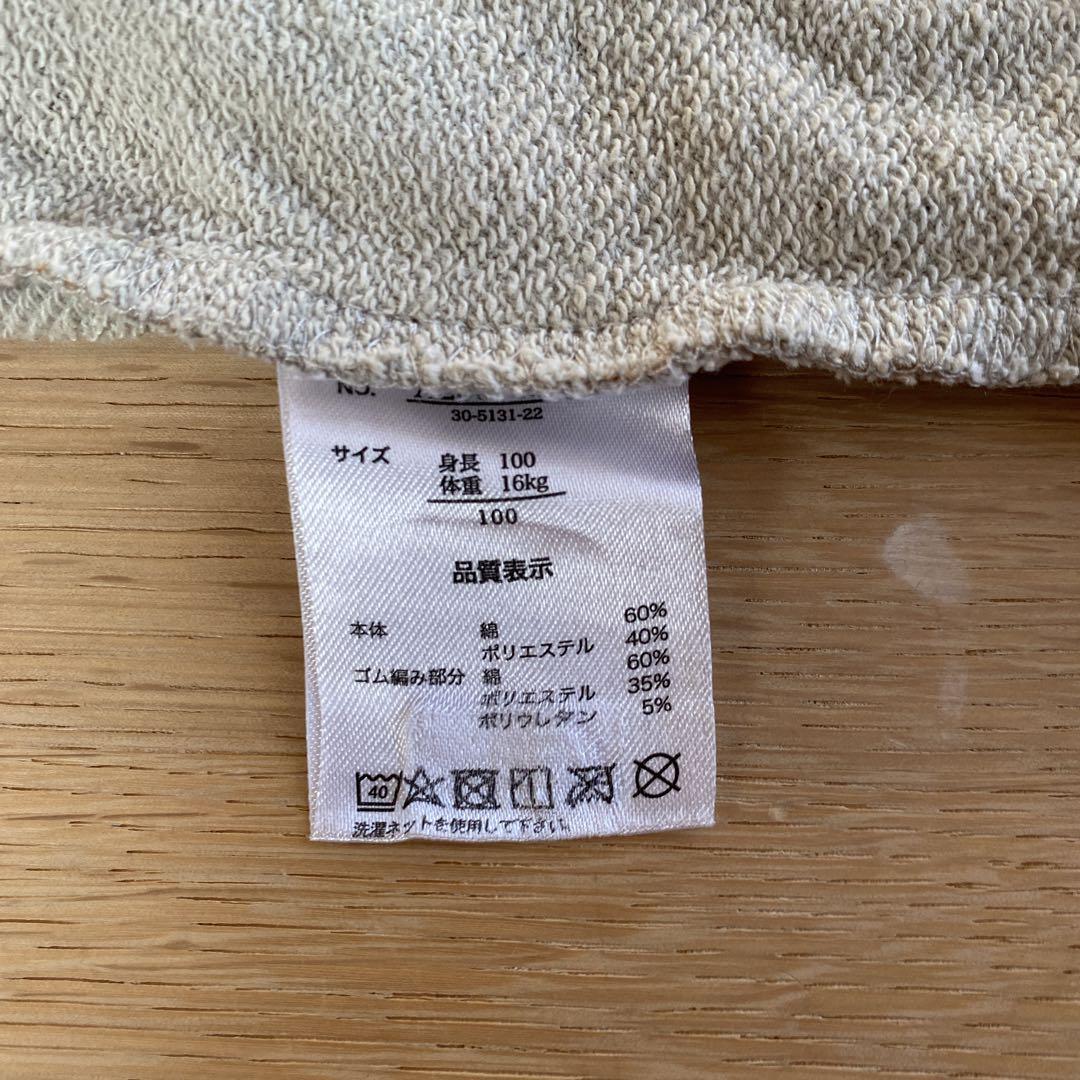 NO.
30-5131-22
サイズ 身長 100
体重 16kg
100
品質表示
本体 綿 60%
ポリエステル 40%
ゴム編み部分 綿 60%
ポリエステル 35%
ポリウレタン 5%
40
洗濯ネットを使用して下さい。